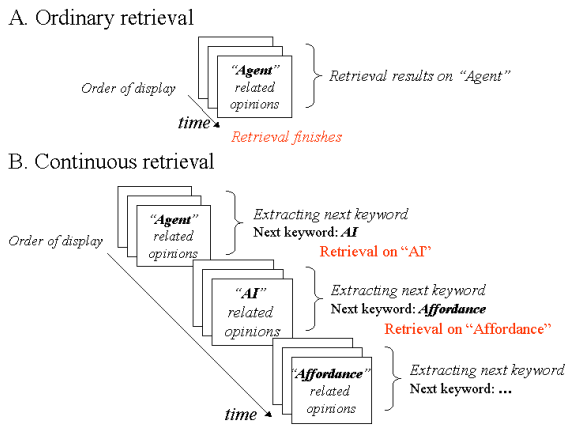 A. Ordinary retrieval
“Agent”
related
opinions
Retrieval results on “Agent”
Order of display
time
Retrieval finishes
B. Continuous retrieval
“Agent”
related
opinions
Extracting next keyword
Next keyword: AI
Retrieval on “AI”
Order of display
“AI”
related
opinions
Extracting next keyword
Next keyword: Affordance
Retrieval on “Affordance”
“Affordance”
related
opinions
Extracting next keyword
Next keyword: ...
time